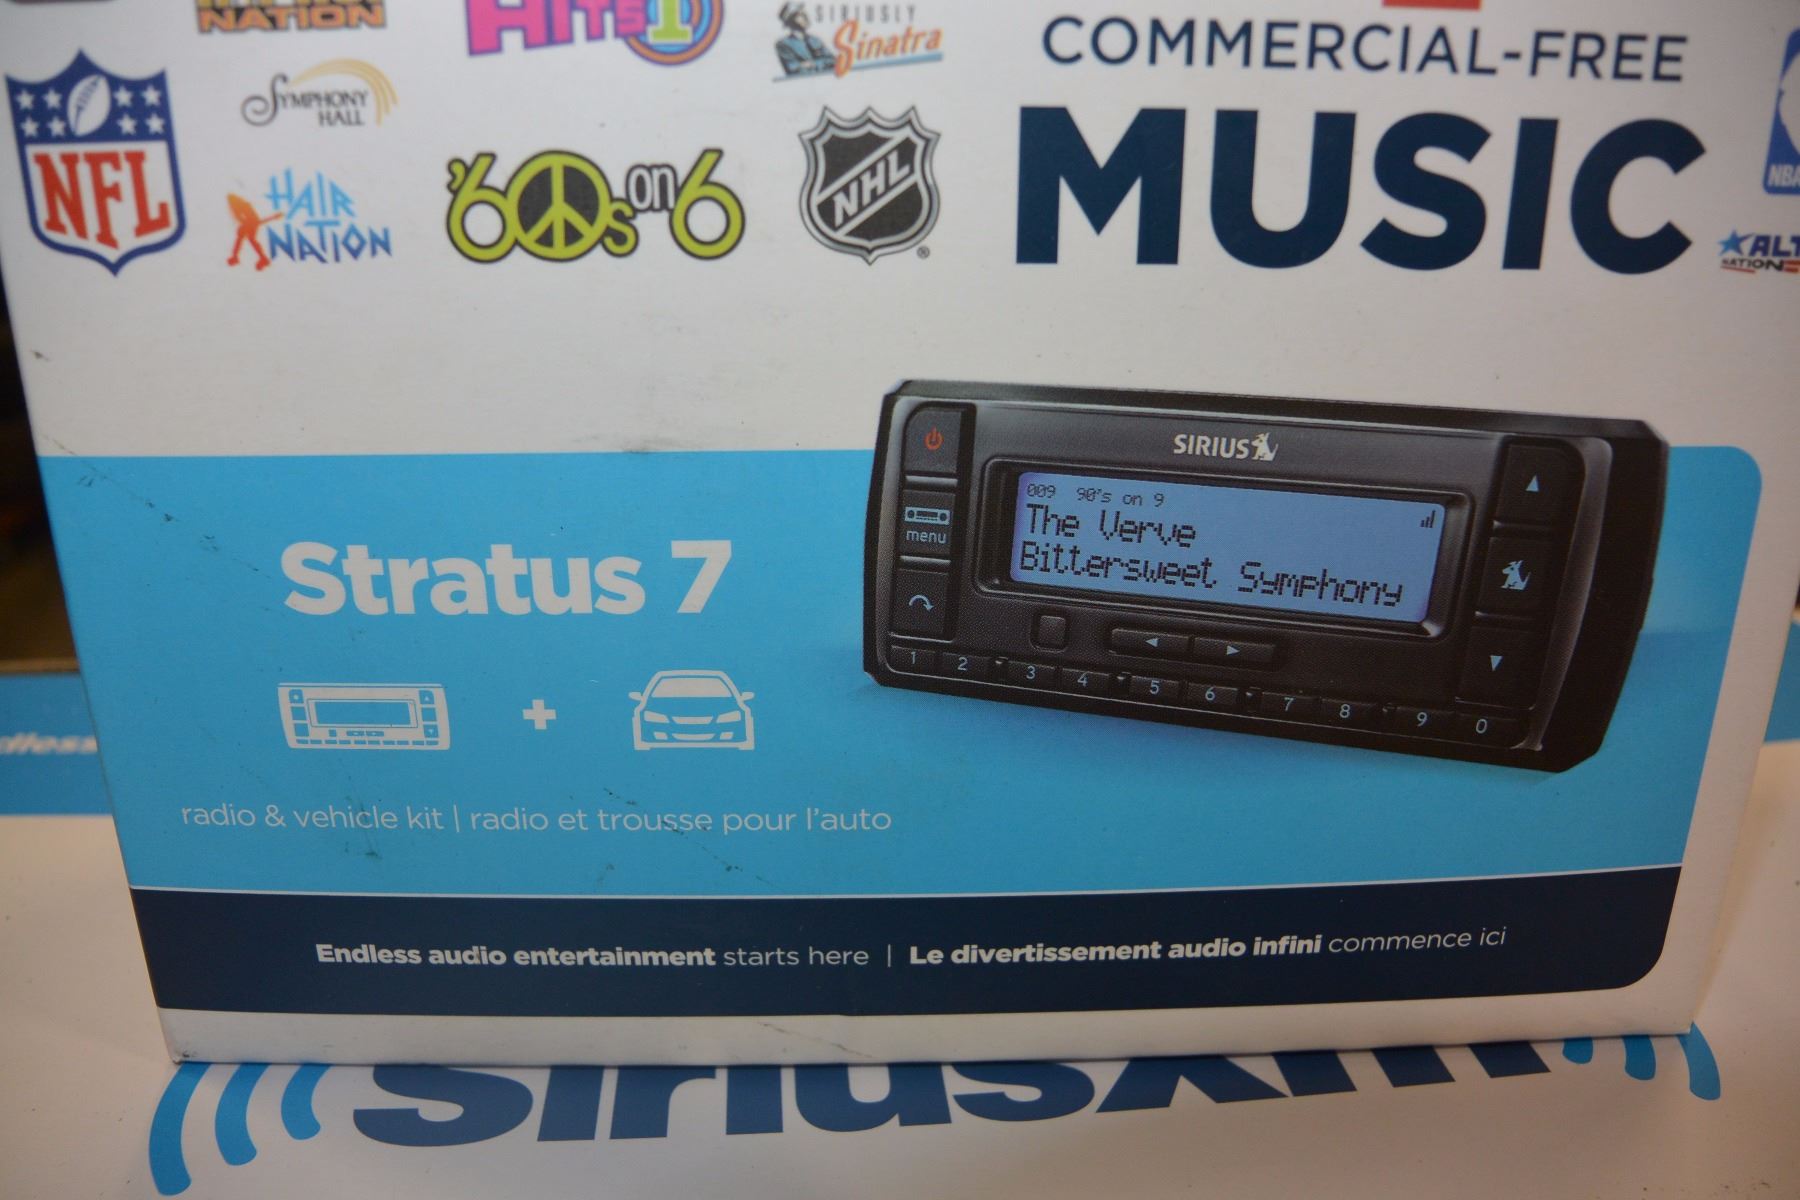 NATION
HITS 1
SIRIUSLY
Sinatra
COMMERCIAL-FREE
MUSIC
NFL
SYMPHONY
HALL
HAIR
NATION
'60s on 6
NHL
®
NBA
ALT
NATION
Stratus 7
SIRIUS
009 90's on 9
The Verve
Bittersweet Symphony
menu
1 2 3 4 5 6 7 8 9 0
radio & vehicle kit | radio et trousse pour l'auto
Endless audio entertainment starts here | Le divertissement audio infini commence ici
siriusxm